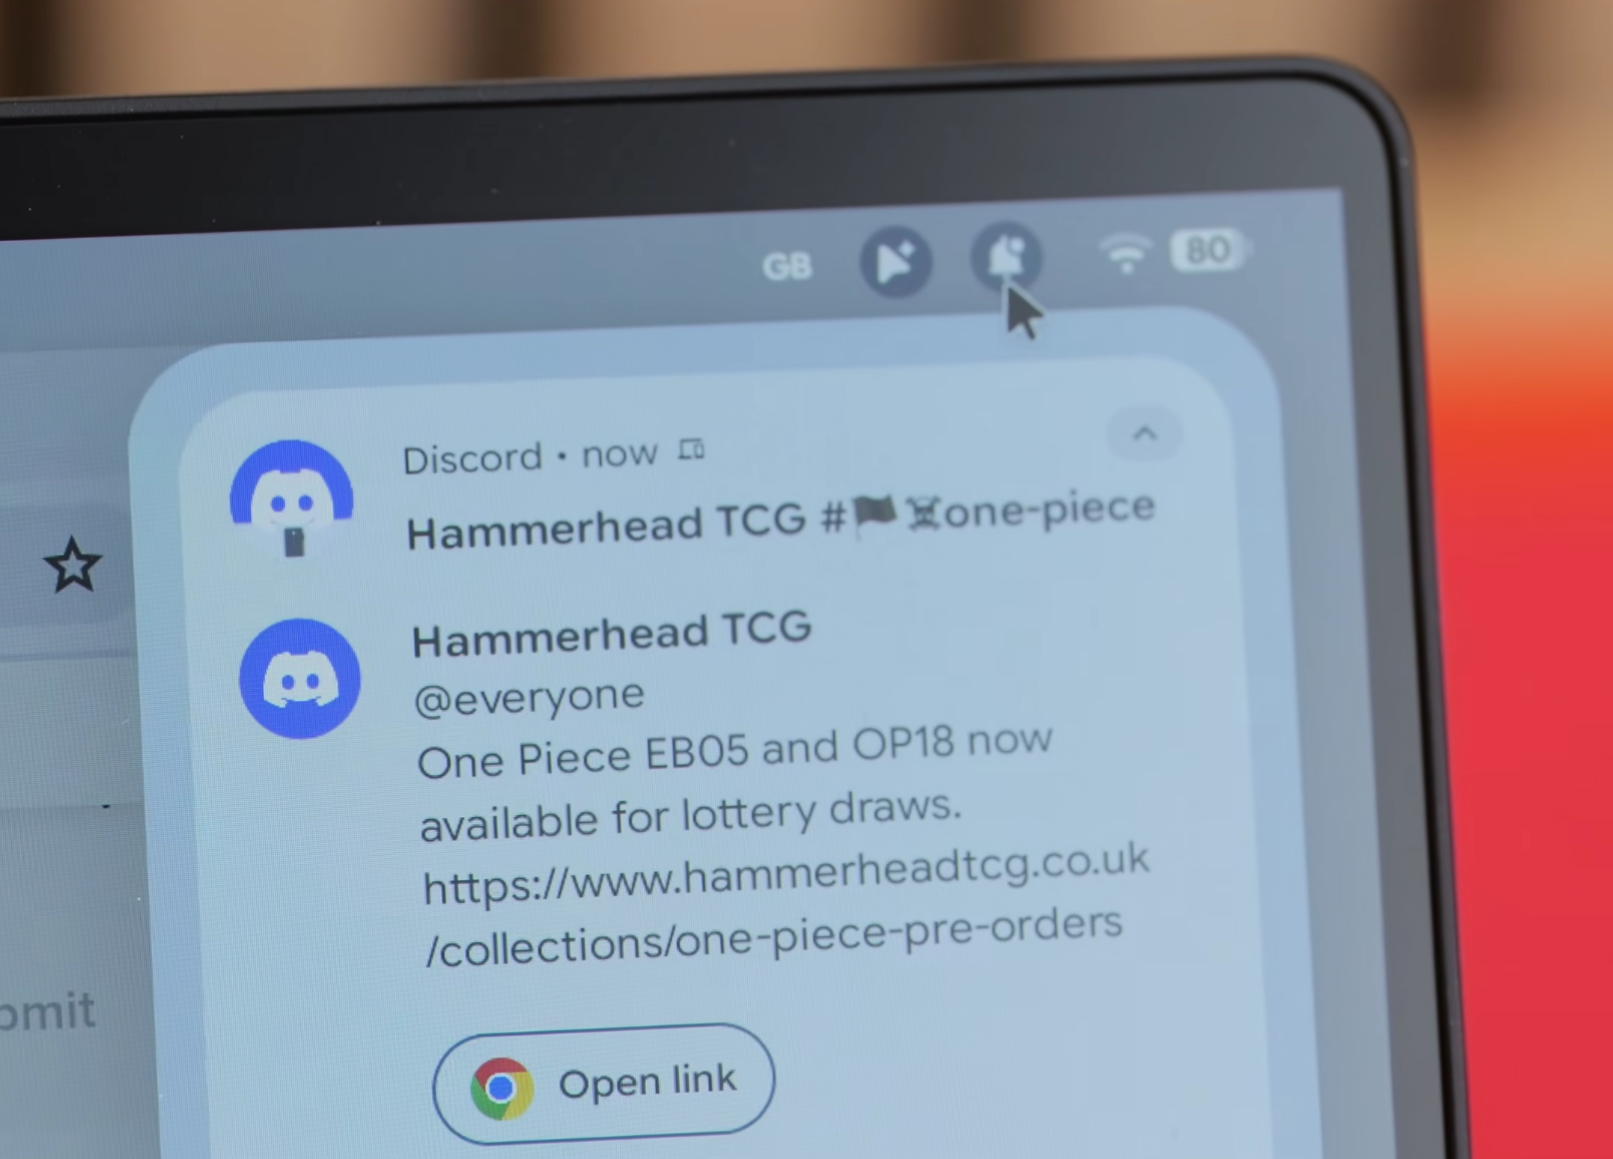 GB
80
Discord • now
Hammerhead TCG #🏴☠one-piece
Hammerhead TCG
@everyone
One Piece EB05 and OP18 now
available for lottery draws.
https://www.hammerheadtcg.co.uk
/collections/one-piece-pre-orders
Open link